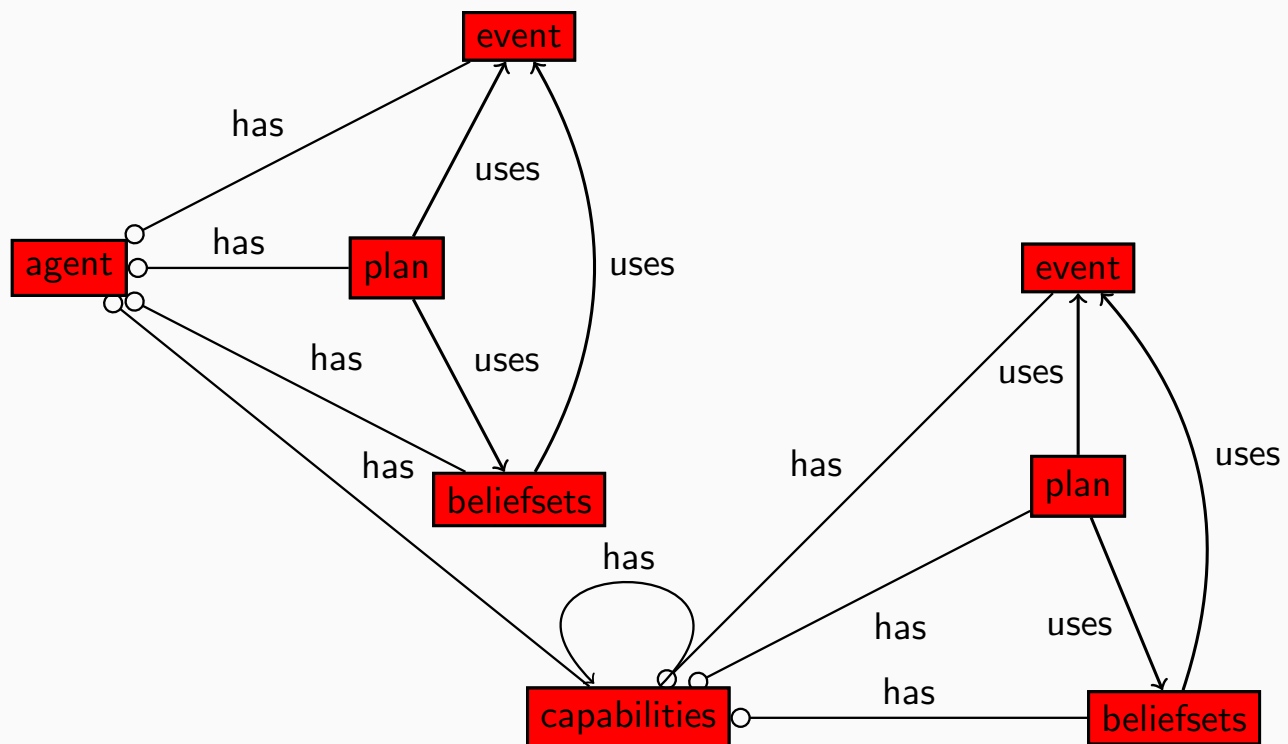 event
has
uses
agent
has
plan
uses
event
uses
has
uses
has
has
uses
plan
beliefsets
has
has
uses
has
capabilities
has
beliefsets